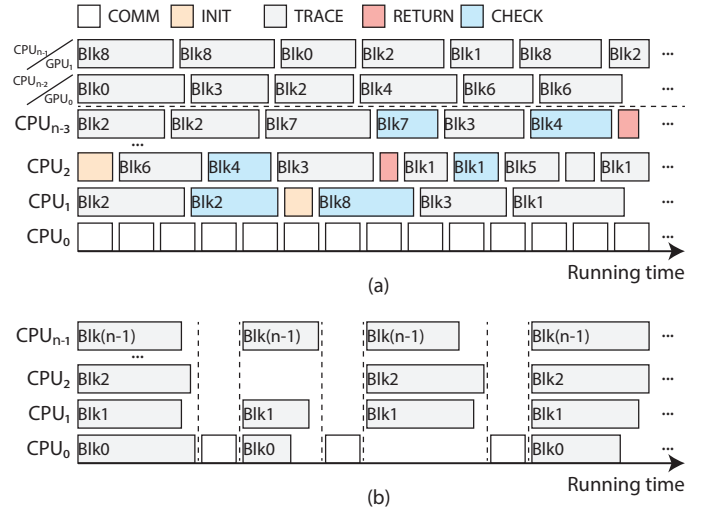 COMM INIT TRACE RETURN CHECK
CPUn-1/GPU1 Blk8 Blk8 Blk0 Blk2 Blk1 Blk8 Blk2 ...
CPUn-2/GPU0 Blk0 Blk3 Blk2 Blk4 Blk6 Blk6 ...
CPUn-3 Blk2 Blk2 Blk7 Blk7 Blk3 Blk4 ...
...
CPU2 Blk6 Blk4 Blk3 Blk1 Blk1 Blk5 Blk1 ...
CPU1 Blk2 Blk2 Blk8 Blk3 Blk1 ...
CPU0 ...
Running time
(a)
CPUn-1 Blk(n-1) Blk(n-1) Blk(n-1) Blk(n-1) ...
...
CPU2 Blk2 Blk2 Blk2 ...
CPU1 Blk1 Blk1 Blk1 Blk1 ...
CPU0 Blk0 Blk0 Blk0 ...
Running time
(b)